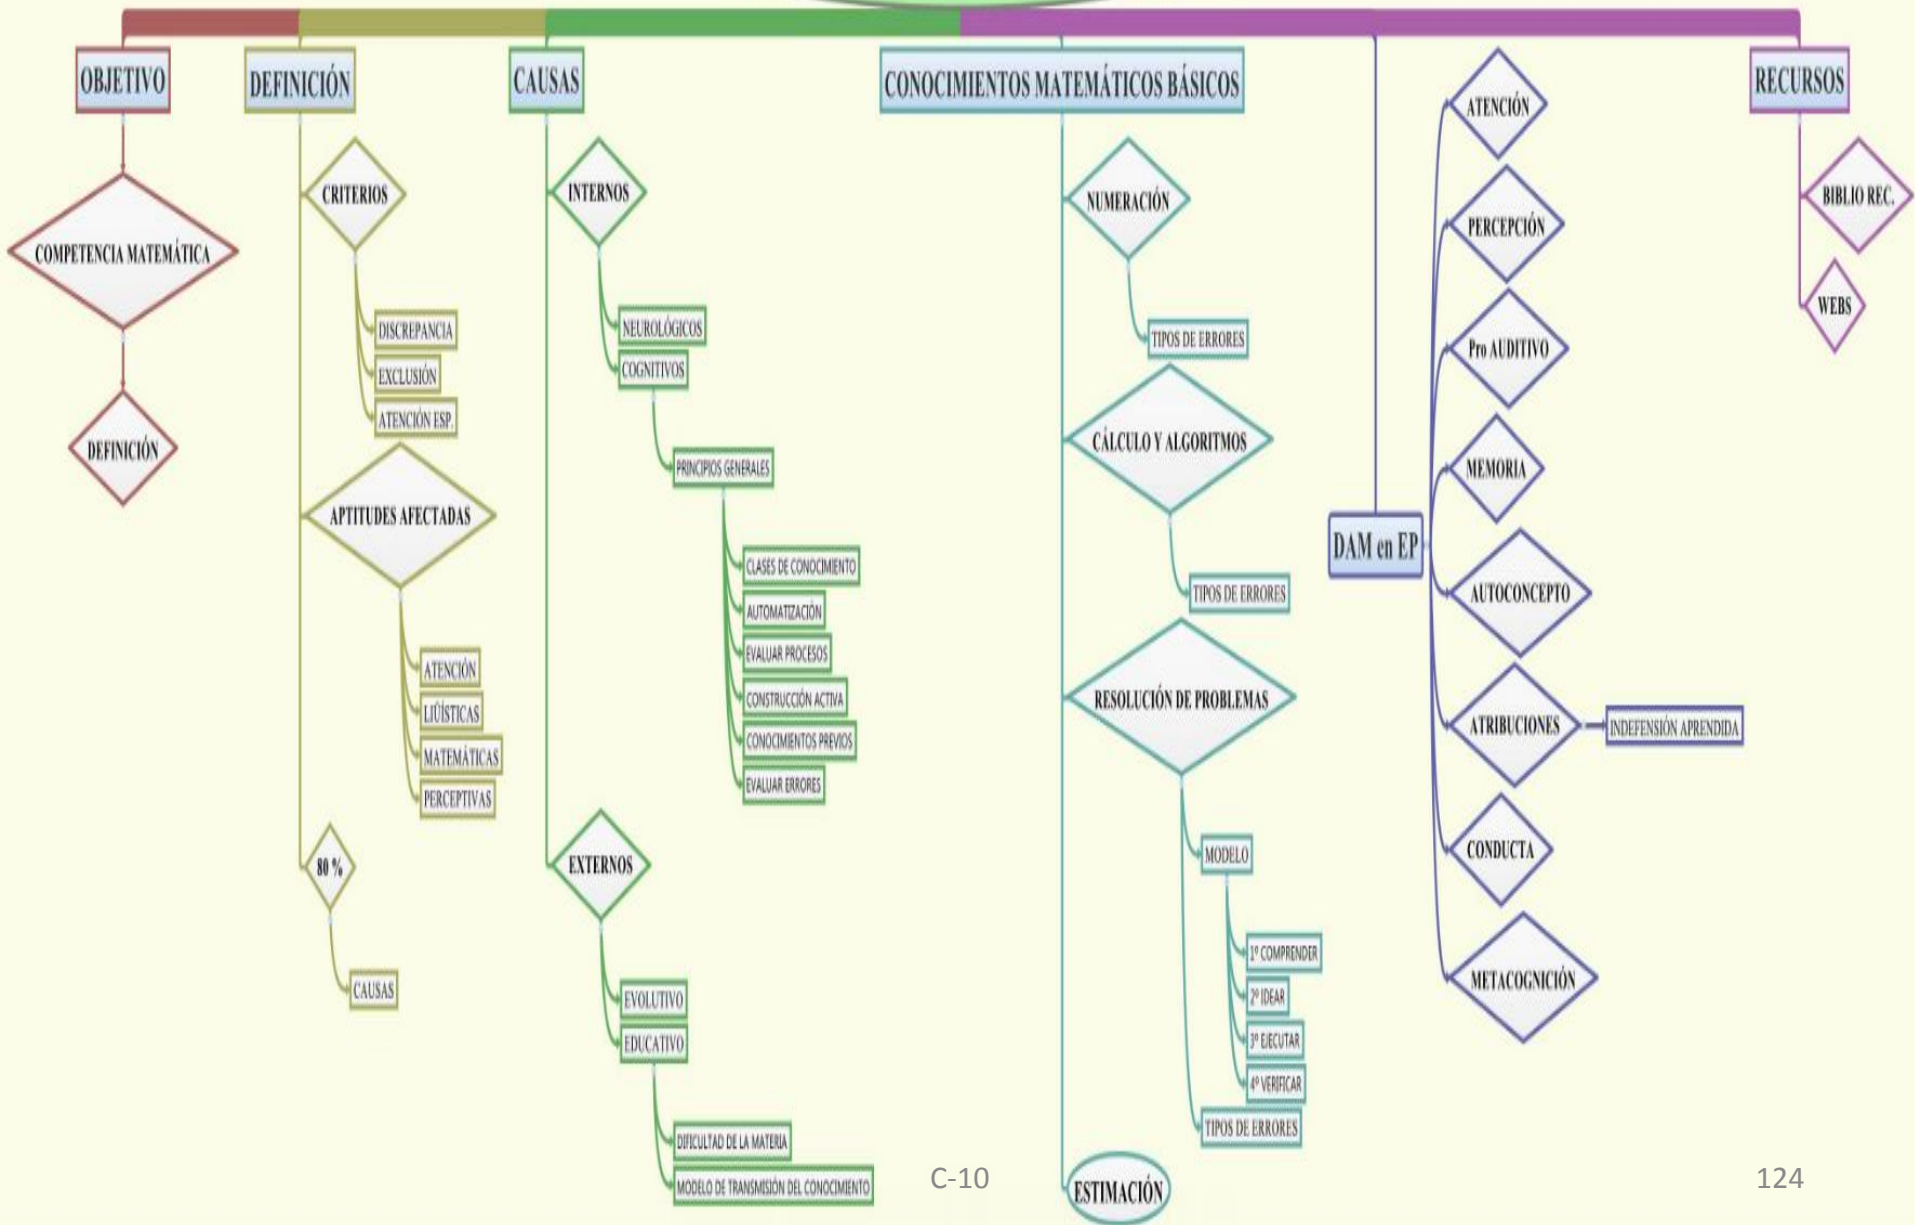 OBJETIVO
COMPETENCIA MATEMÁTICA
DEFINICIÓN
DEFINICIÓN
CRITERIOS
DISCREPANCIA
EXCLUSIÓN
ATENCIÓN ESP.
APTITUDES AFECTADAS
ATENCIÓN
LIÜÍSTICAS
MATEMÁTICAS
PERCEPTIVAS
80 %
CAUSAS
CAUSAS
INTERNOS
NEUROLÓGICOS
COGNITIVOS
PRINCIPIOS GENERALES
CLASES DE CONOCIMIENTO
AUTOMATIZACIÓN
EVALUAR PROCESOS
CONSTRUCCIÓN ACTIVA
CONOCIMIENTOS PREVIOS
EVALUAR ERRORES
EXTERNOS
EVOLUTIVO
EDUCATIVO
DIFICULTAD DE LA MATERIA
MODELO DE TRANSMISIÓN DEL CONOCIMIENTO
CONOCIMIENTOS MATEMÁTICOS BÁSICOS
NUMERACIÓN
TIPOS DE ERRORES
CÁLCULO Y ALGORITMOS
TIPOS DE ERRORES
RESOLUCIÓN DE PROBLEMAS
MODELO
1º COMPRENDER
2º IDEAR
3º EJECUTAR
4º VERIFICAR
TIPOS DE ERRORES
ESTIMACIÓN
DAM en EP
ATENCIÓN
PERCEPCIÓN
Pro AUDITIVO
MEMORIA
AUTOCONCEPTO
ATRIBUCIONES
INDEFENSIÓN APRENDIDA
CONDUCTA
METACOGNICIÓN
RECURSOS
BIBLIO REC.
WEBS
C-10
124